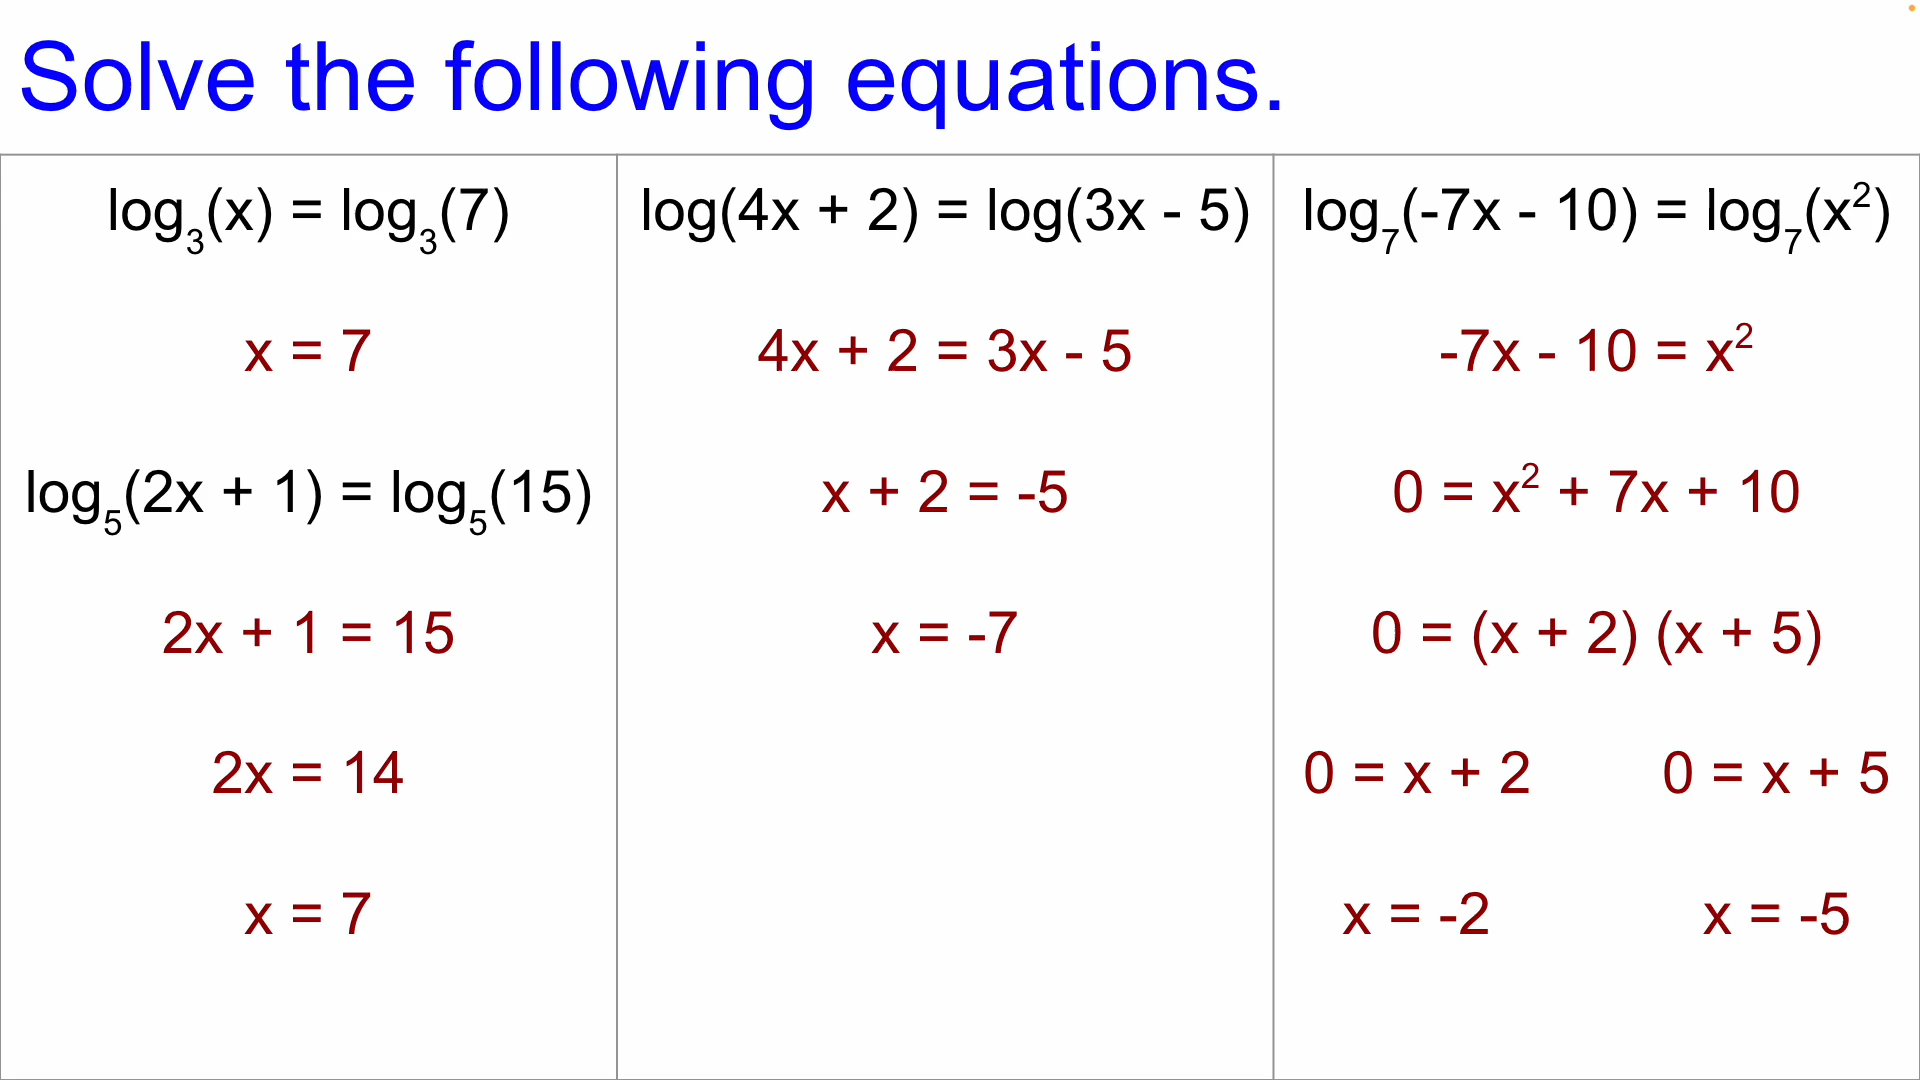 Solve the following equations.
log₃(x) = log₃(7)
x = 7
log₅(2x + 1) = log₅(15)
2x + 1 = 15
2x = 14
x = 7
log(4x + 2) = log(3x - 5)
4x + 2 = 3x - 5
x + 2 = -5
x = -7
log₇(-7x - 10) = log₇(x²)
-7x - 10 = x²
0 = x² + 7x + 10
0 = (x + 2) (x + 5)
0 = x + 2 0 = x + 5
x = -2 x = -5